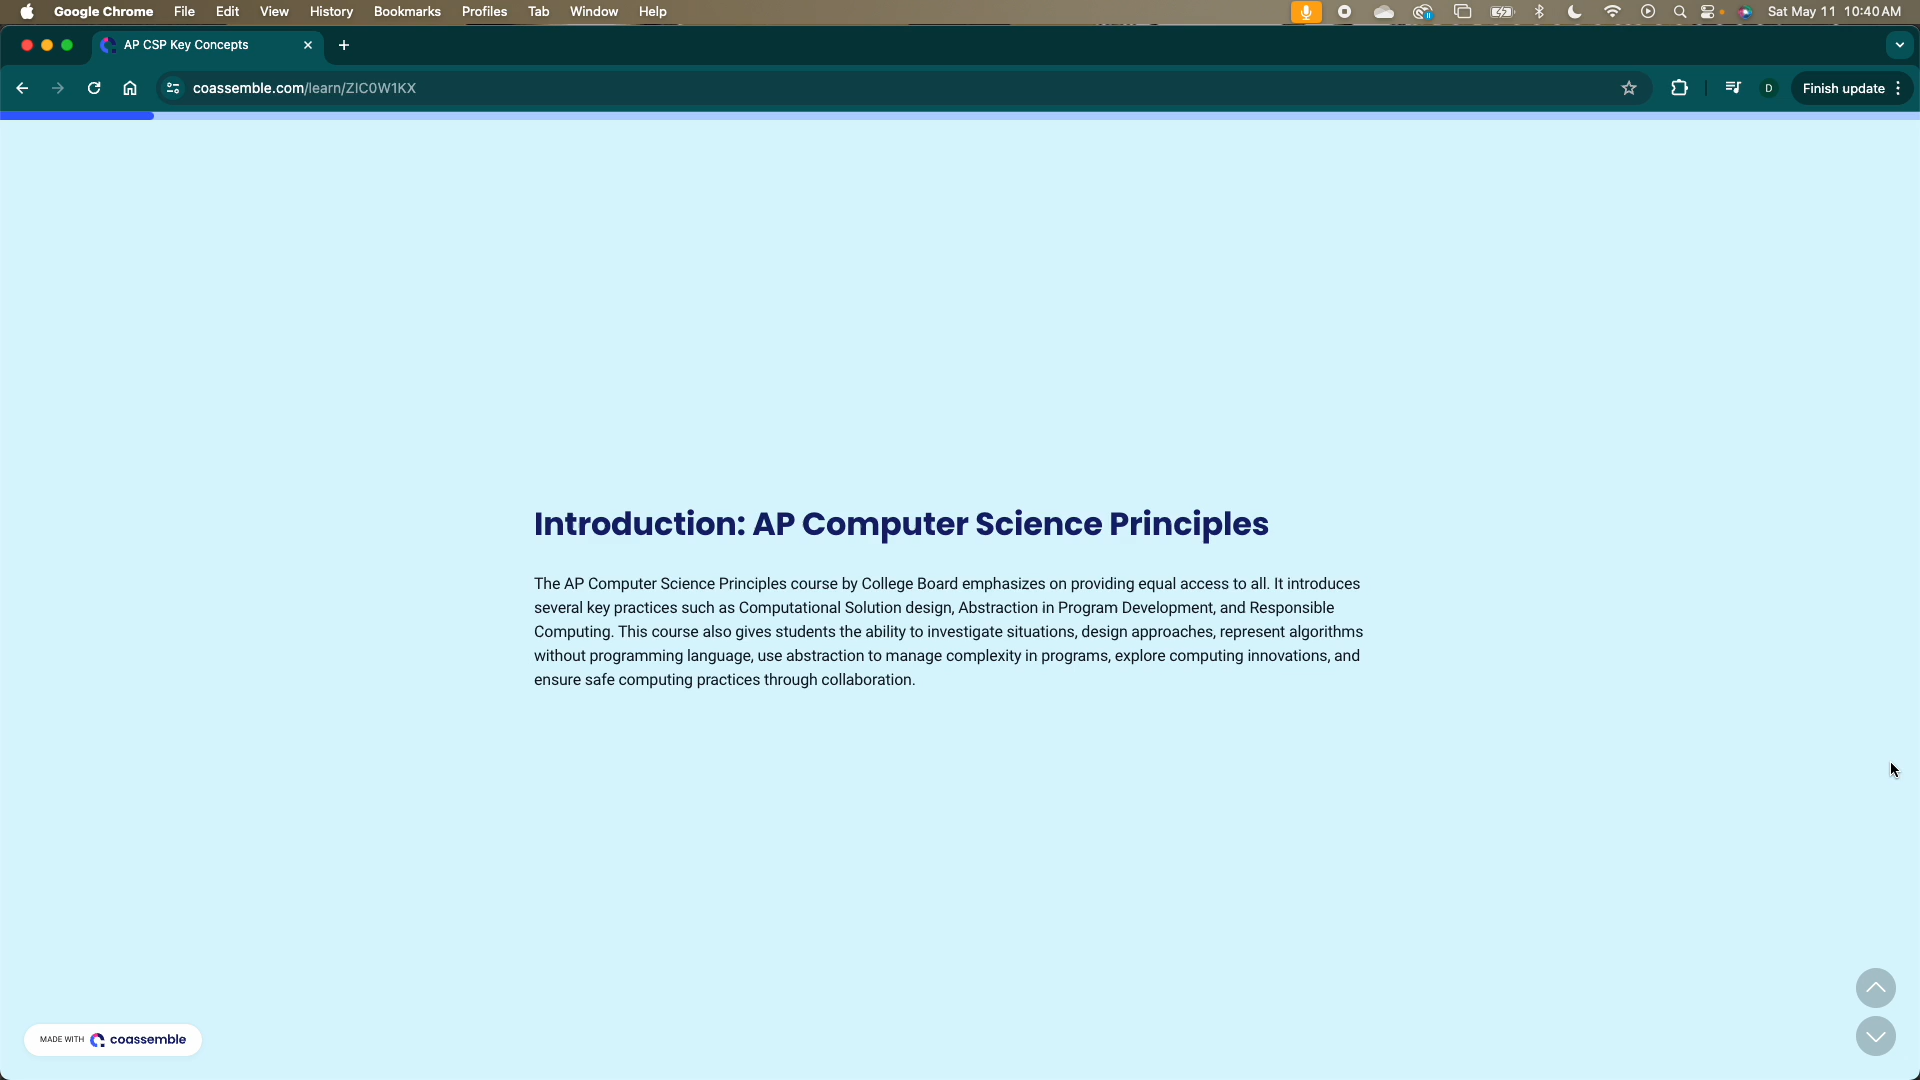 Google Chrome File Edit View History Bookmarks Profiles Tab Window Help Sat May 11 10:40 AM
AP CSP Key Concepts
coassemble.com/learn/ZIC0W1KX D Finish update
Introduction: AP Computer Science Principles
The AP Computer Science Principles course by College Board emphasizes on providing equal access to all. It introduces
several key practices such as Computational Solution design, Abstraction in Program Development, and Responsible
Computing. This course also gives students the ability to investigate situations, design approaches, represent algorithms
without programming language, use abstraction to manage complexity in programs, explore computing innovations, and
ensure safe computing practices through collaboration.
MADE WITH coassemble